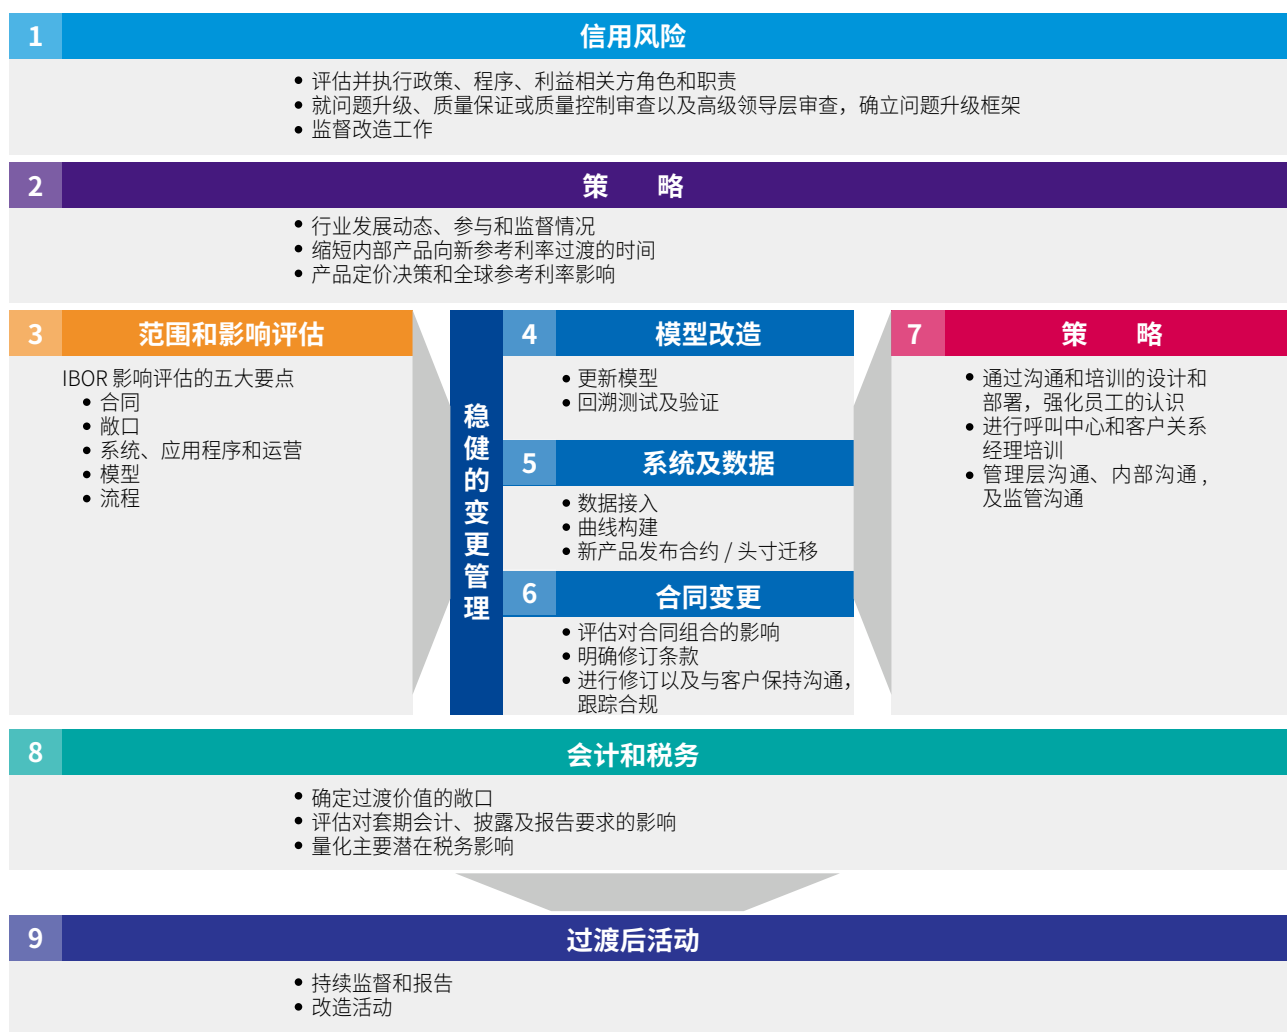 1
信用风险
• 评估并执行政策、程序、利益相关方角色和职责
• 就问题升级、质量保证或质量控制审查以及高级领导层审查，确立问题升级框架
• 监督改造工作
2
策 略
• 行业发展动态、参与和监督情况
• 缩短内部产品向新参考利率过渡的时间
• 产品定价决策和全球参考利率影响
3
范围和影响评估
IBOR 影响评估的五大要点
• 合同
• 敞口
• 系统、应用程序和运营
• 模型
• 流程
稳健的变更管理
4
模型改造
• 更新模型
• 回溯测试及验证
5
系统及数据
• 数据接入
• 曲线构建
• 新产品发布合约 / 头寸迁移
6
合同变更
• 评估对合同组合的影响
• 明确修订条款
• 进行修订以及与客户保持沟通，
跟踪合规
7
策 略
• 通过沟通和培训的设计和
部署，强化员工的认识
• 进行呼叫中心和客户关系
经理培训
• 管理层沟通、内部沟通，
及监管沟通
8
会计和税务
• 确定过渡价值的敞口
• 评估对套期会计、披露及报告要求的影响
• 量化主要潜在税务影响
9
过渡后活动
• 持续监督和报告
• 改造活动